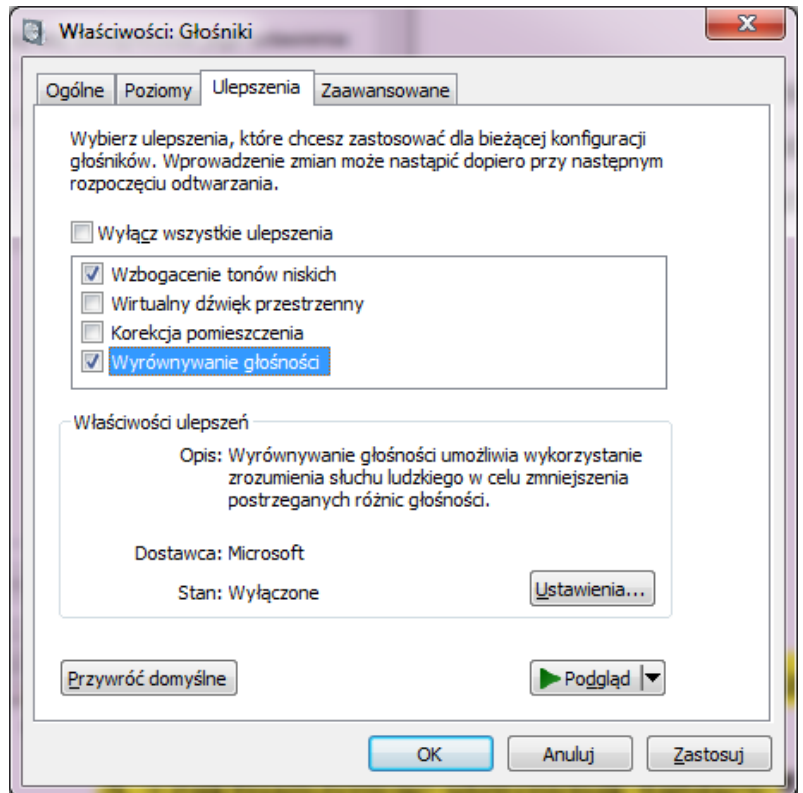 Właściwości: Głośniki
Ogólne Poziomy Ulepszenia Zaawansowane
Wybierz ulepszenia, które chcesz zastosować dla bieżącej konfiguracji
głośników. Wprowadzenie zmian może nastąpić dopiero przy następnym
rozpoczęciu odtwarzania.
Wyłącz wszystkie ulepszenia
Wzbogacenie tonów niskich
Wirtualny dźwięk przestrzenny
Korekcja pomieszczenia
Wyrównywanie głośności
Właściwości ulepszeń
Opis: Wyrównywanie głośności umożliwia wykorzystanie
zrozumienia słuchu ludzkiego w celu zmniejszenia
postrzeganych różnic głośności.
Dostawca: Microsoft
Stan: Wyłączone
Ustawienia...
Przywróć domyślne
Podgląd
OK Anuluj Zastosuj